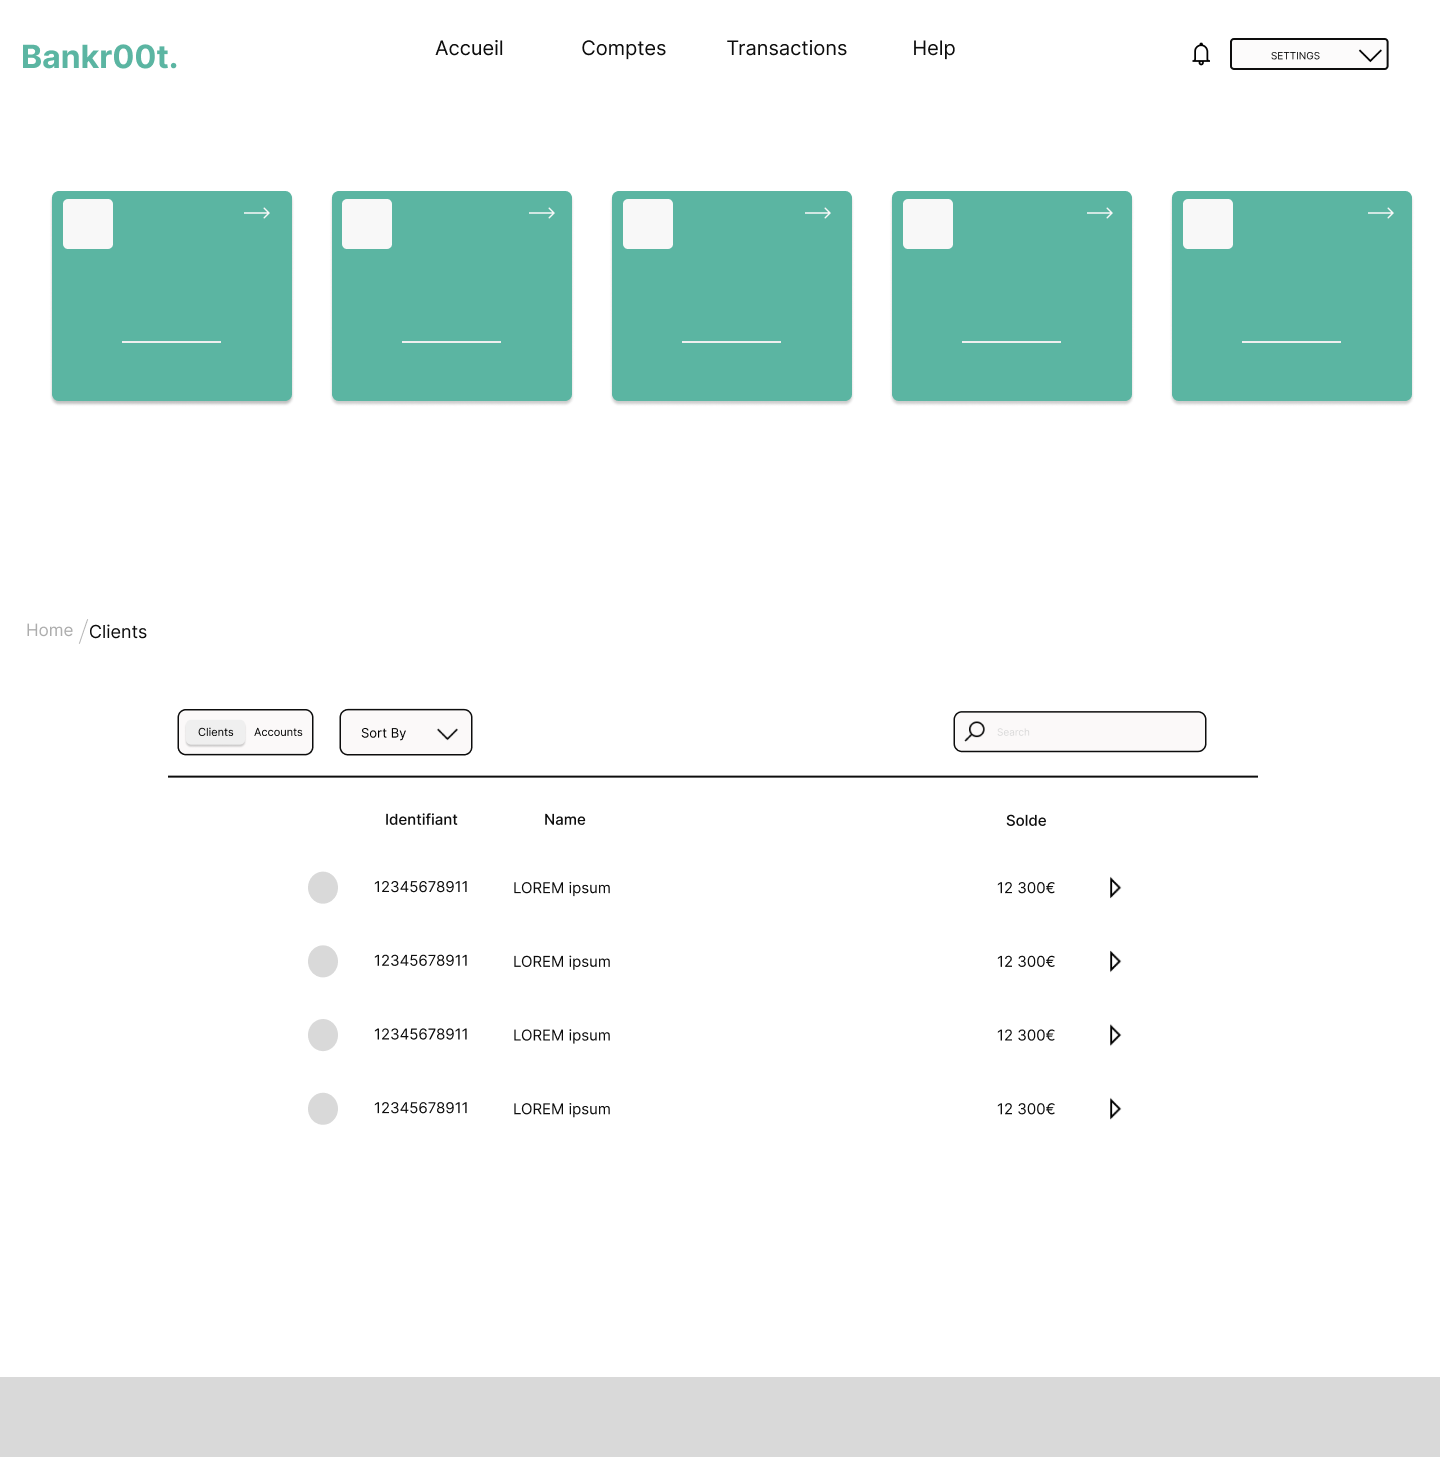 Bankr00t.
Accueil Comptes Transactions Help
SETTINGS
Home / Clients
Clients Accounts
Sort By
Search
Identifiant Name Solde
12345678911 LOREM ipsum 12 300€
12345678911 LOREM ipsum 12 300€
12345678911 LOREM ipsum 12 300€
12345678911 LOREM ipsum 12 300€